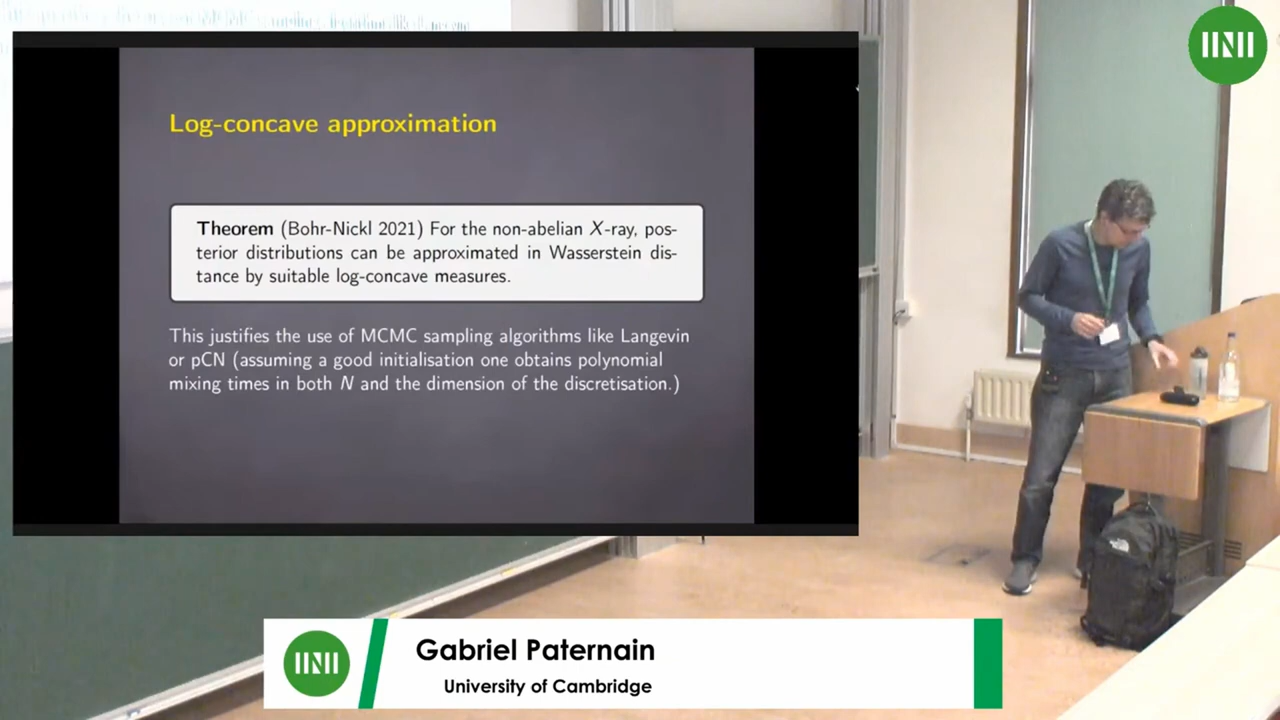 Log-concave approximation
Theorem (Bohr-Nickl 2021) For the non-abelian X-ray, pos-
terior distributions can be approximated in Wasserstein dis-
tance by suitable log-concave measures.
This justifies the use of MCMC sampling algorithms like Langevin
or pCN (assuming a good initialisation one obtains polynomial
mixing times in both N and the dimension of the discretisation.)
Gabriel Paternain
University of Cambridge